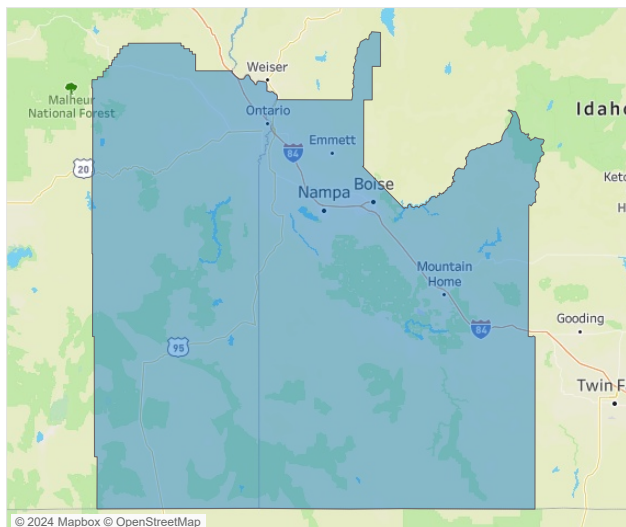 Weiser
Malheur
National Forest
Ontario
Idaho
Emmett
84
20
Ketc
Boise
Nampa
H
Mountain
Home
Gooding
84
95
Twin F
© 2024 Mapbox © OpenStreetMap